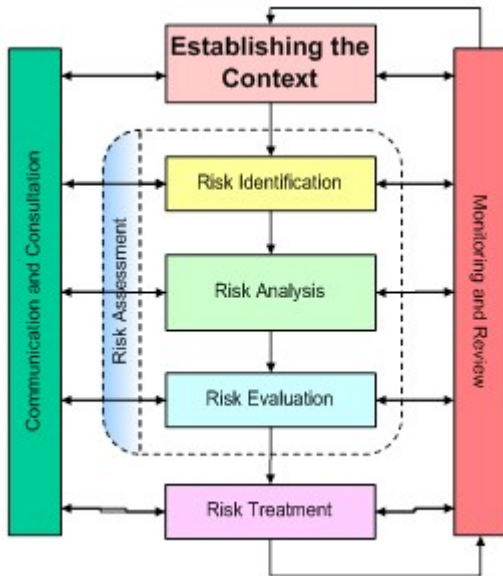 Establishing the
Context
Communication and Consultation
Risk Assessment
Risk Identification
Risk Analysis
Risk Evaluation
Risk Treatment
Monitoring and Review